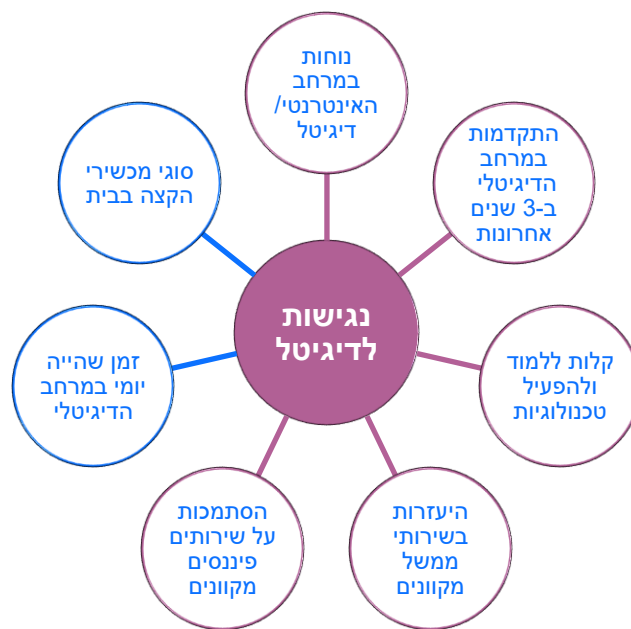 נוחות
במרחב
האינטרנטי/
דיגיטל
התקדמות
במרחב
הדיגיטלי
ב-3 שנים
אחרונות
קלות ללמוד
ולהפעיל
טכנולוגיות
היעזרות
בשירותי
ממשל
מקוונים
הסתמכות
על שירותים
פיננסים
מקוונים
זמן שהייה
יומי במרחב
הדיגיטלי
סוגי מכשירי
הקצה בבית
נגישות
לדיגיטל